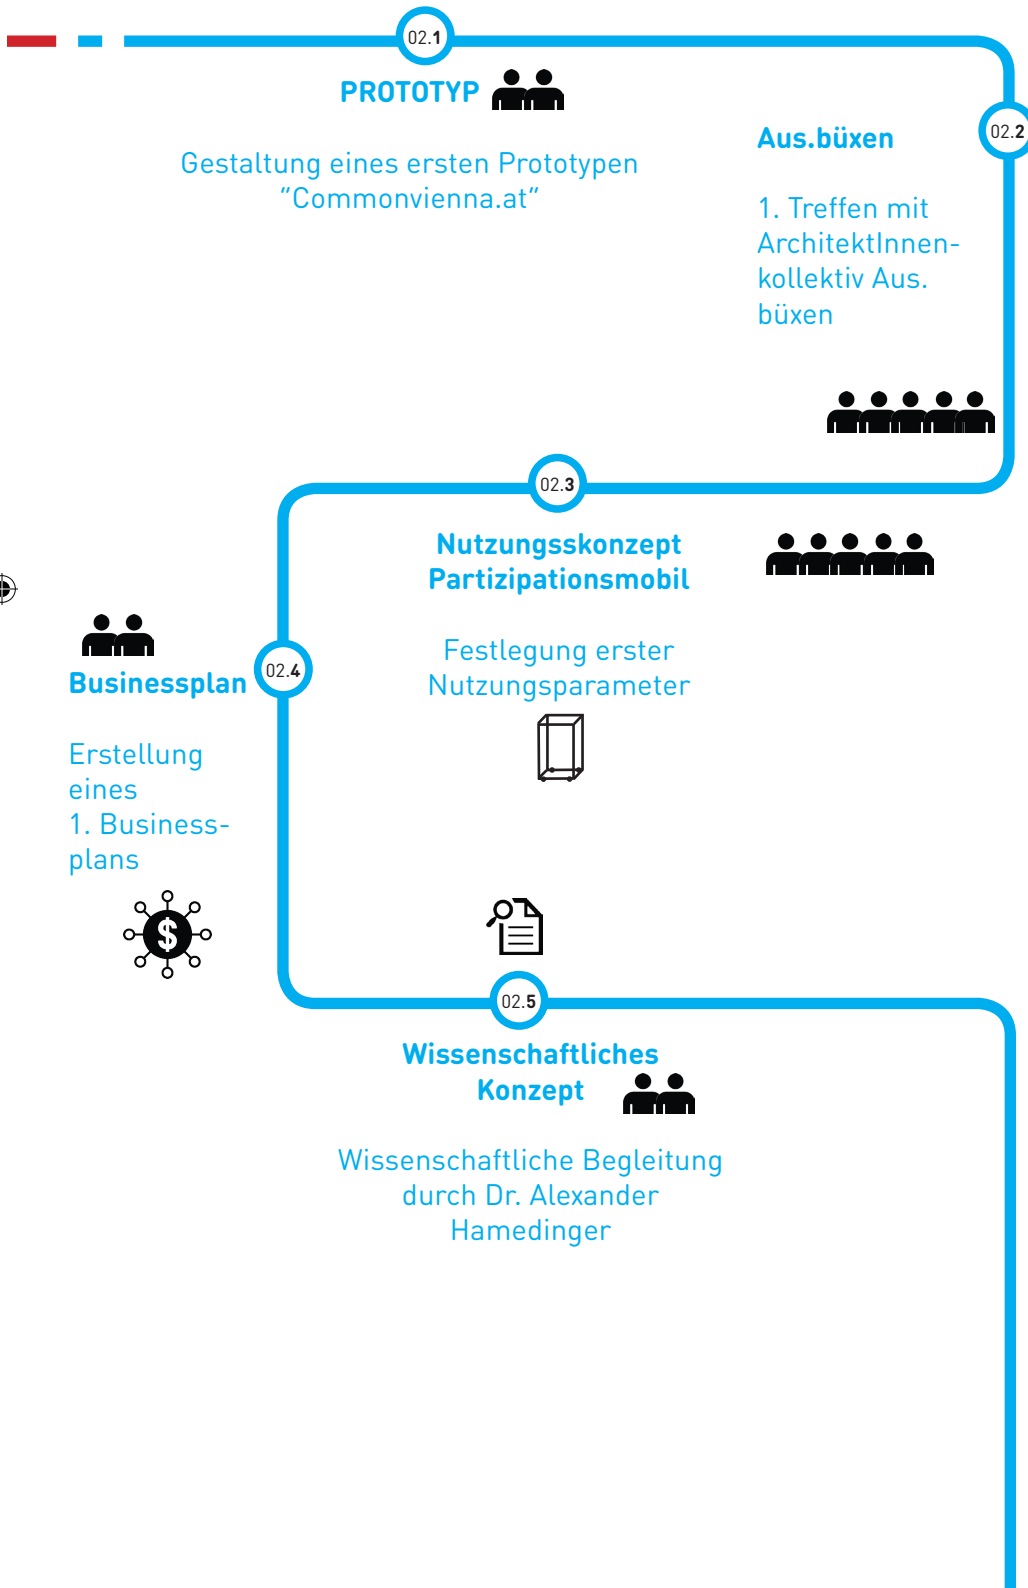 02.1
PROTOTYP
Gestaltung eines ersten Prototypen
"Commonvienna.at"
02.2
Aus.büxen
1. Treffen mit
ArchitektInnen-
kollektiv Aus.
büxen
02.3
Nutzungsskonzept
Partizipationsmobil
Festlegung erster
Nutzungsparameter
02.4
Businessplan
Erstellung
eines
1. Business-
plans
$
02.5
Wissenschaftliches
Konzept
Wissenschaftliche Begleitung
durch Dr. Alexander
Hamedinger